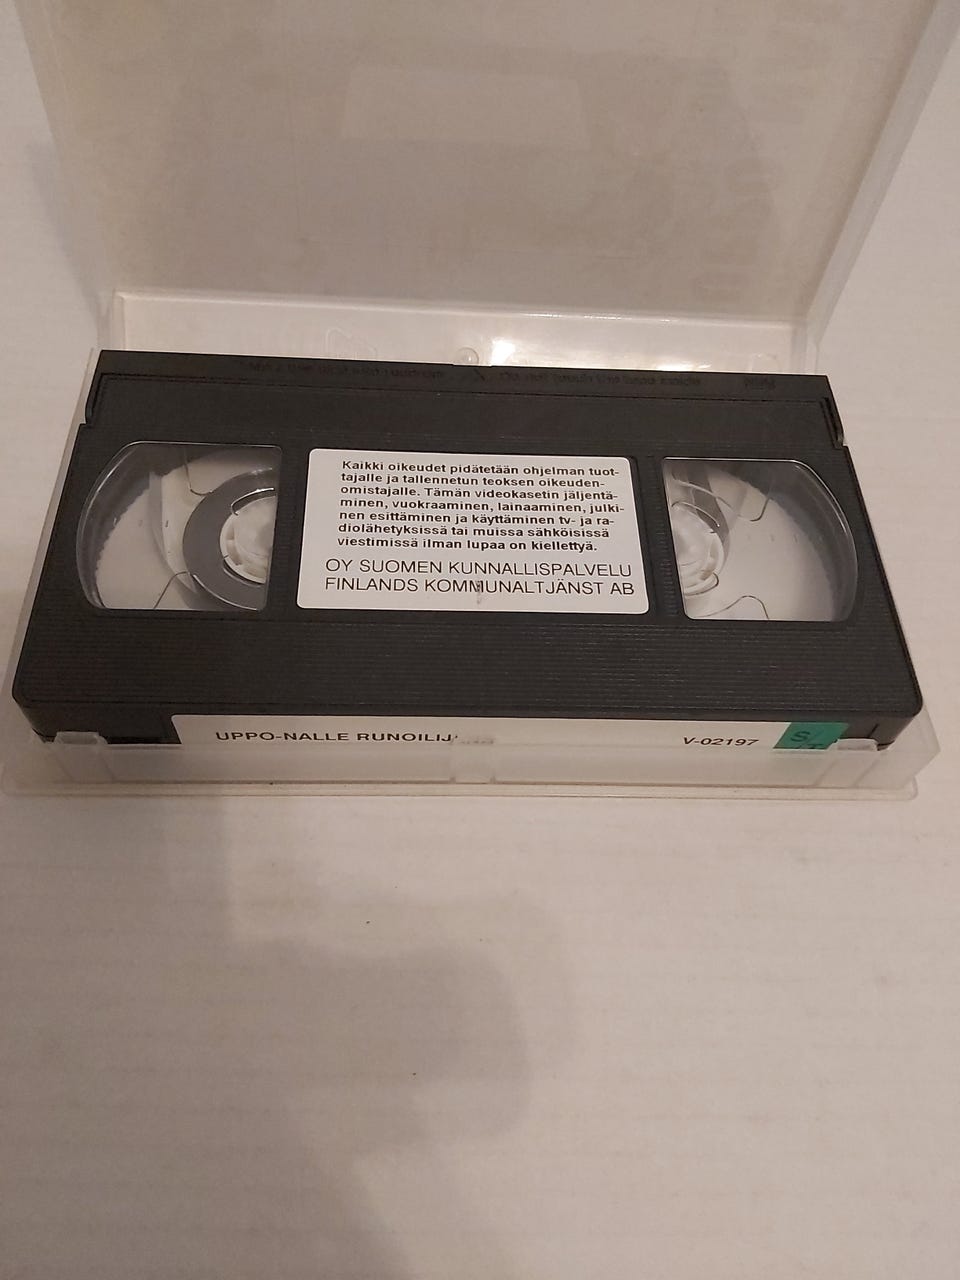 Kaikki oikeudet pidätetään ohjelman tuot-
tajalle ja tallennetun teoksen oikeuden-
omistajalle. Tämän videokasetin jäljentä-
minen, vuokraaminen, lainaaminen, julki-
nen esittäminen ja käyttäminen tv- ja ra-
diolähetyksissä tai muissa sähköisissä
viestimissä ilman lupaa on kiellettyä.
OY SUOMEN KUNNALLISPALVELU
FINLANDS KOMMUNALTJÄNST AB
UPPO-NALLE V-02197